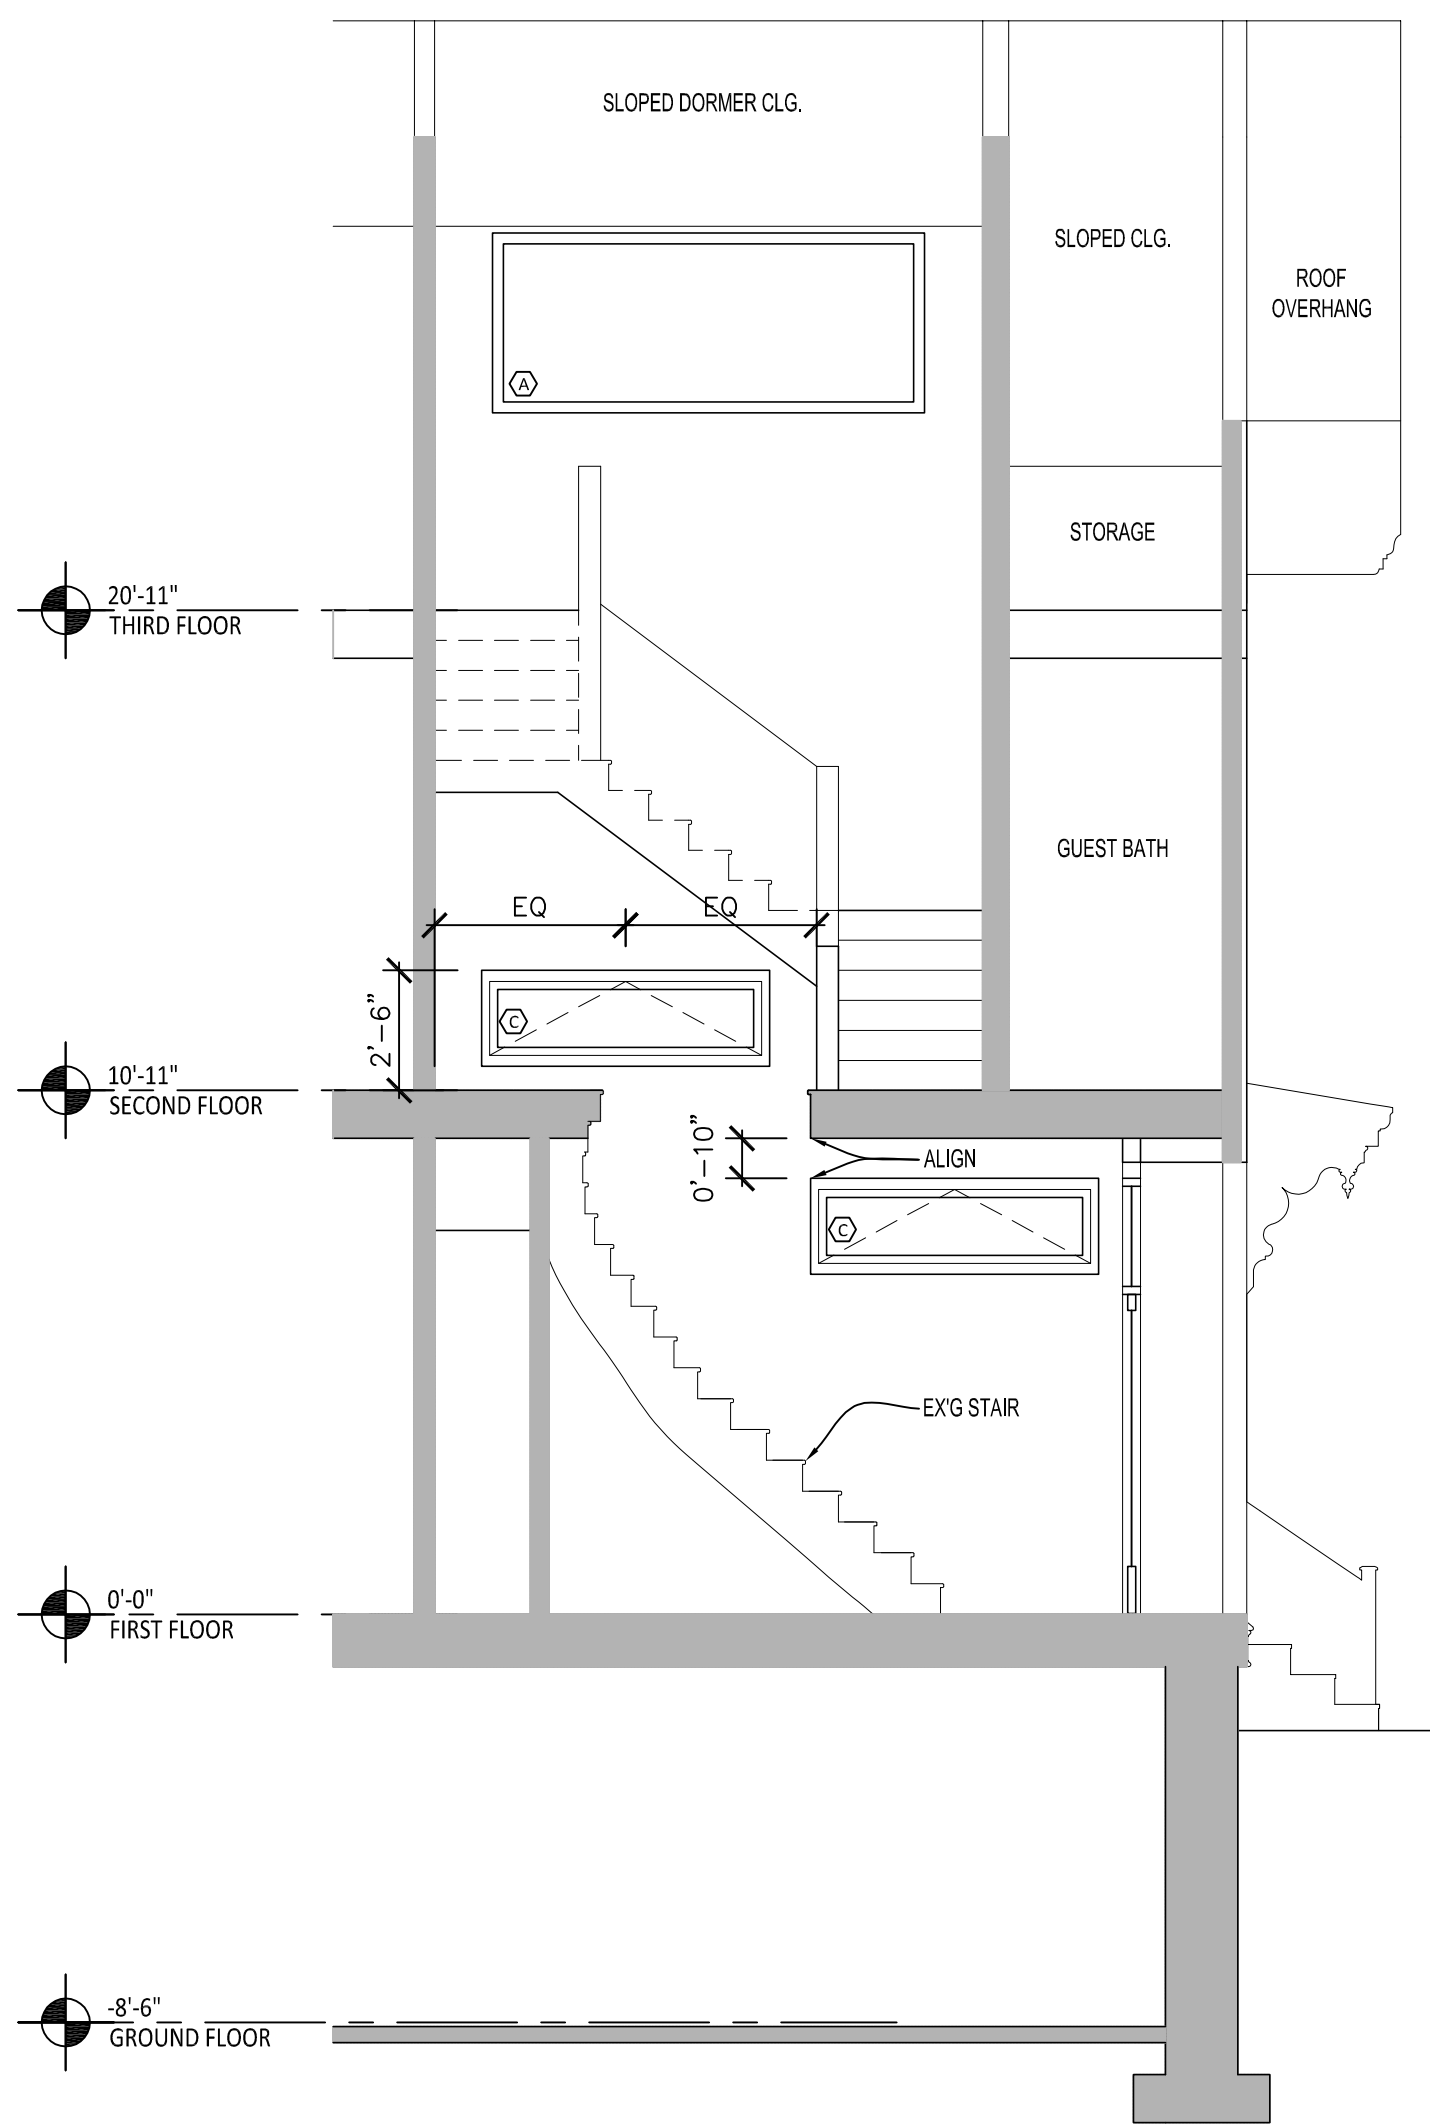 SLOPED DORMER CLG.
SLOPED CLG.
ROOF
OVERHANG
A
STORAGE
20'-11"
THIRD FLOOR
GUEST BATH
EQ
EQ
2'-6"
C
10'-11"
SECOND FLOOR
0'-10"
ALIGN
C
EX'G STAIR
0'-0"
FIRST FLOOR
-8'-6"
GROUND FLOOR